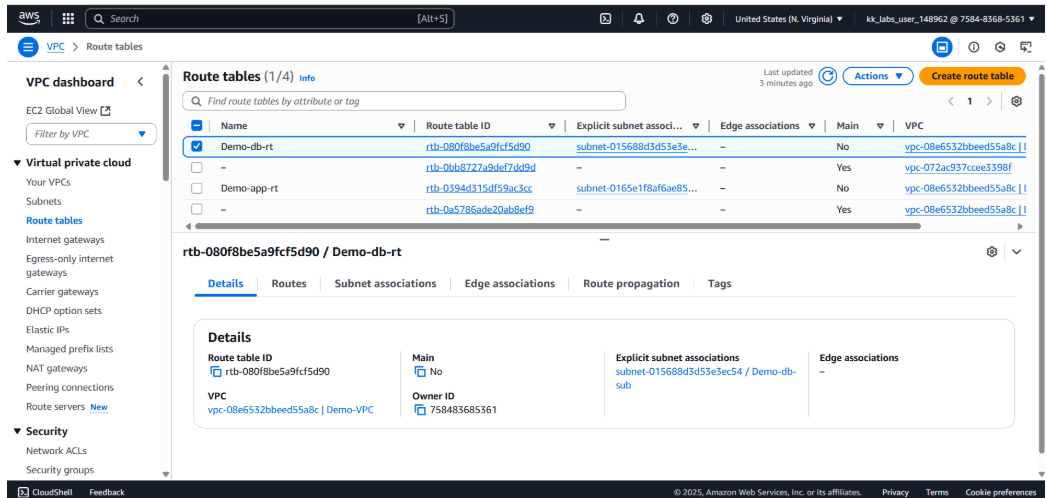 aws
Search [Alt+S]
United States (N. Virginia) ▼ kk_labs_user_148962 @ 7584-8368-5361 ▼
VPC > Route tables
VPC dashboard
EC2 Global View
Filter by VPC
Virtual private cloud
Your VPCs
Subnets
Route tables
Internet gateways
Egress-only internet
gateways
Carrier gateways
DHCP option sets
Elastic IPs
Managed prefix lists
NAT gateways
Peering connections
Route servers New
Security
Network ACLs
Security groups
Route tables (1/4) Info
Last updated
3 minutes ago
Actions ▼
Create route table
Find route tables by attribute or tag
1
Name Route table ID Explicit subnet associ... Edge associations Main VPC
Demo-db-rt rtb-080f8be5a9fcf5d90 subnet-015688d3d53e3e... – No vpc-08e6532bbeed55a8c |
– rtb-0bb8727a9def7dd9d – – Yes vpc-072ac937ccee3398f
Demo-app-rt rtb-0394d315df59ac3cc subnet-0165e1f8af6ae85... – No vpc-08e6532bbeed55a8c |
– rtb-0a5786ade20ab8ef9 – – Yes vpc-08e6532bbeed55a8c |
rtb-080f8be5a9fcf5d90 / Demo-db-rt
Details Routes Subnet associations Edge associations Route propagation Tags
Details
Route table ID
rtb-080f8be5a9fcf5d90
Main
No
Explicit subnet associations
subnet-015688d3d53e3ec54 / Demo-db-
sub
Edge associations
–
VPC
vpc-08e6532bbeed55a8c | Demo-VPC
Owner ID
758483685361
CloudShell Feedback © 2025, Amazon Web Services, Inc. or its affiliates. Privacy Terms Cookie preferences